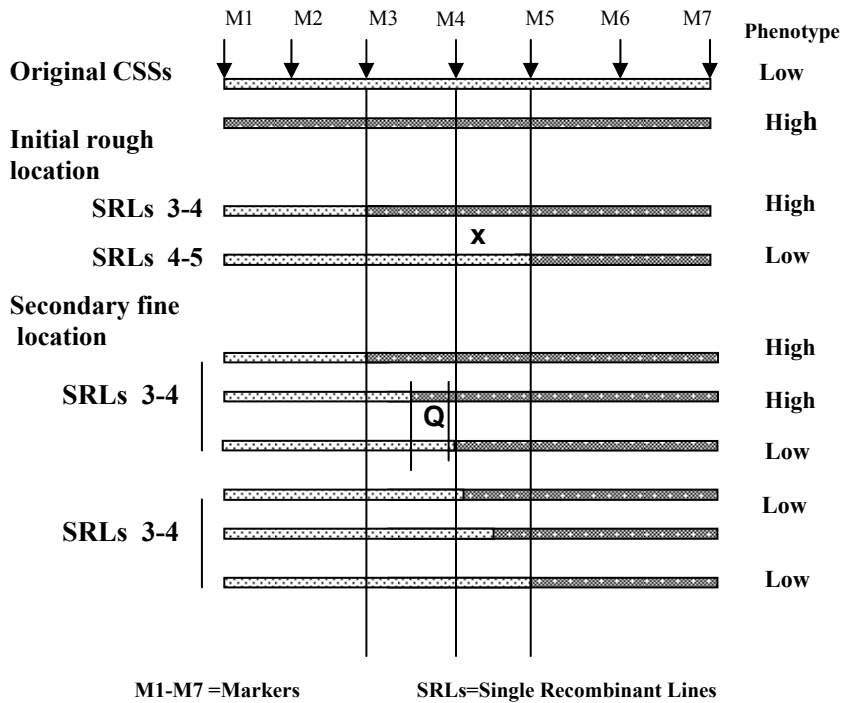 M1 M2 M3 M4 M5 M6 M7
Phenotype
Original CSSs Low
High
Initial rough
location
SRLs 3-4 High
x
SRLs 4-5 Low
Secondary fine
location
High
SRLs 3-4 High
Q
Low
Low
SRLs 3-4
Low
M1-M7 =Markers SRLs=Single Recombinant Lines